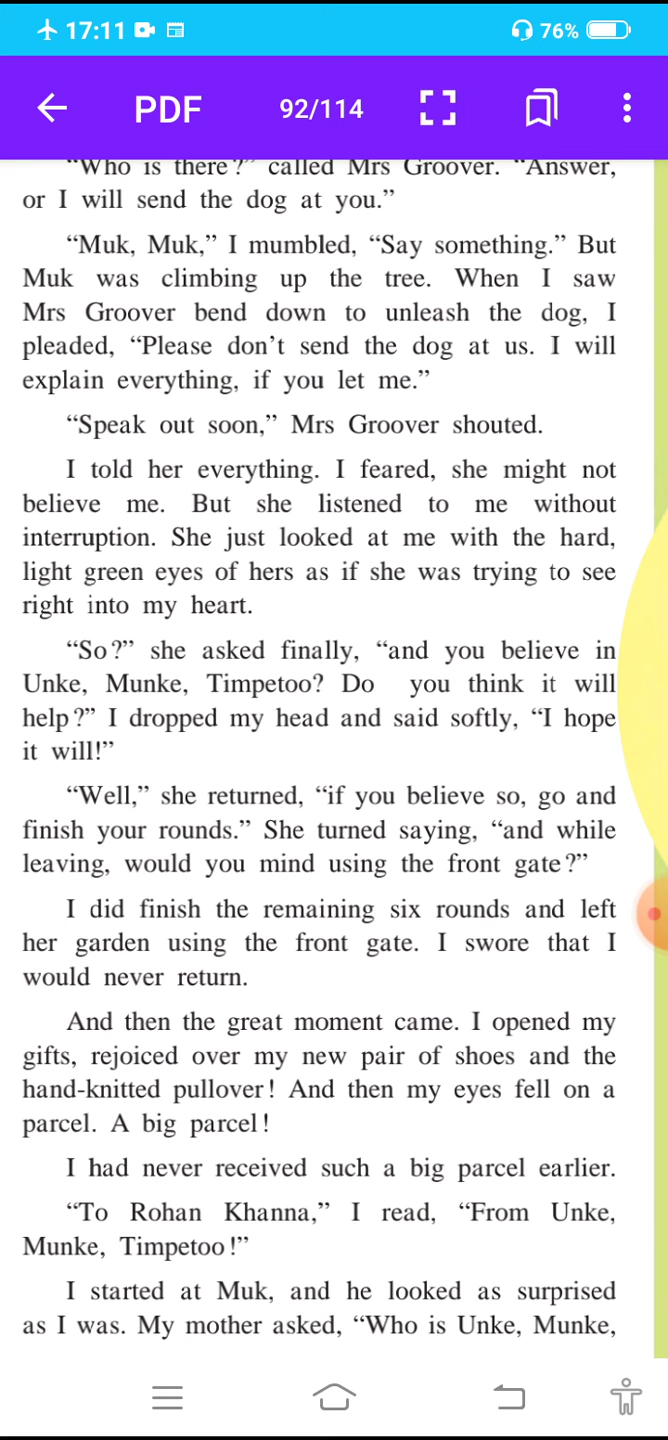 17:11
76%
PDF
92/114
“Who is there?” called Mrs Groover. “Answer,
or I will send the dog at you.”
“Muk, Muk,” I mumbled, “Say something.” But
Muk was climbing up the tree. When I saw
Mrs Groover bend down to unleash the dog, I
pleaded, “Please don’t send the dog at us. I will
explain everything, if you let me.”
“Speak out soon,” Mrs Groover shouted.
I told her everything. I feared, she might not
believe me. But she listened to me without
interruption. She just looked at me with the hard,
light green eyes of hers as if she was trying to see
right into my heart.
“So?” she asked finally, “and you believe in
Unke, Munke, Timpetoo? Do you think it will
help?” I dropped my head and said softly, “I hope
it will!”
“Well,” she returned, “if you believe so, go and
finish your rounds.” She turned saying, “and while
leaving, would you mind using the front gate?”
I did finish the remaining six rounds and left
her garden using the front gate. I swore that I
would never return.
And then the great moment came. I opened my
gifts, rejoiced over my new pair of shoes and the
hand-knitted pullover! And then my eyes fell on a
parcel. A big parcel!
I had never received such a big parcel earlier.
“To Rohan Khanna,” I read, “From Unke,
Munke, Timpetoo!”
I started at Muk, and he looked as surprised
as I was. My mother asked, “Who is Unke, Munke,